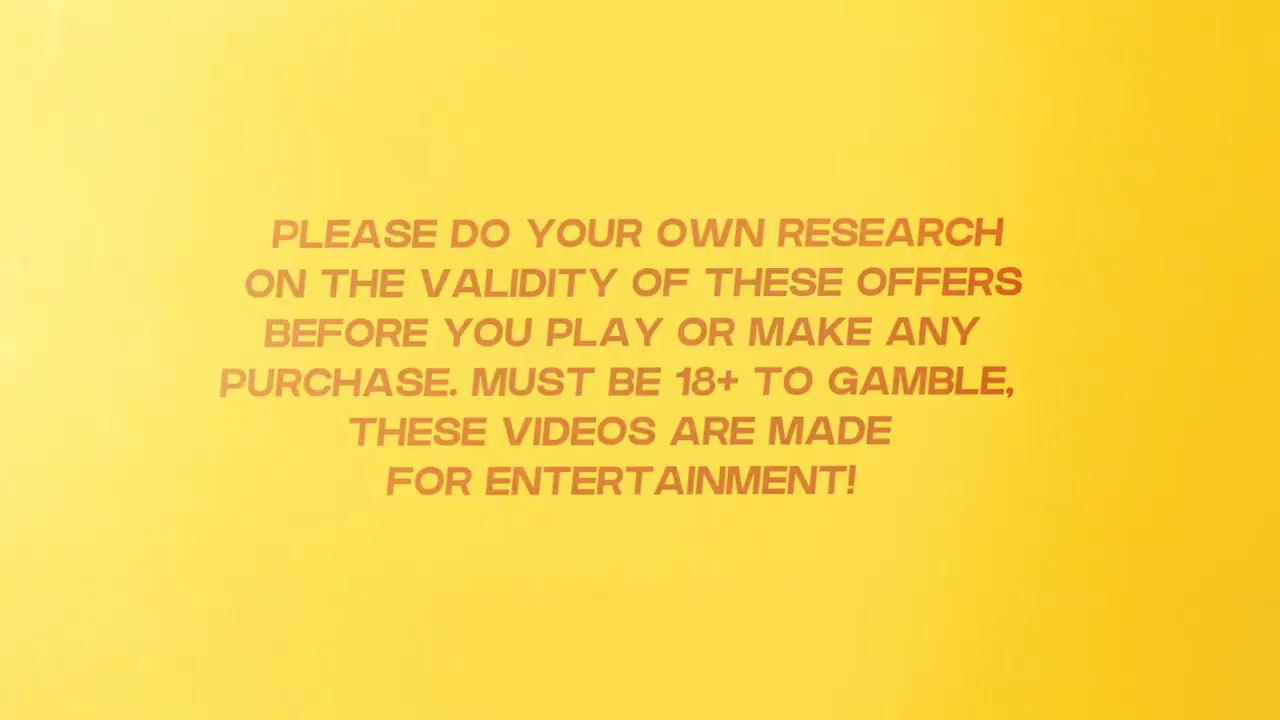 PLEASE DO YOUR OWN RESEARCH
ON THE VALIDITY OF THESE OFFERS
BEFORE YOU PLAY OR MAKE ANY
PURCHASE. MUST BE 18+ TO GAMBLE,
THESE VIDEOS ARE MADE
FOR ENTERTAINMENT!